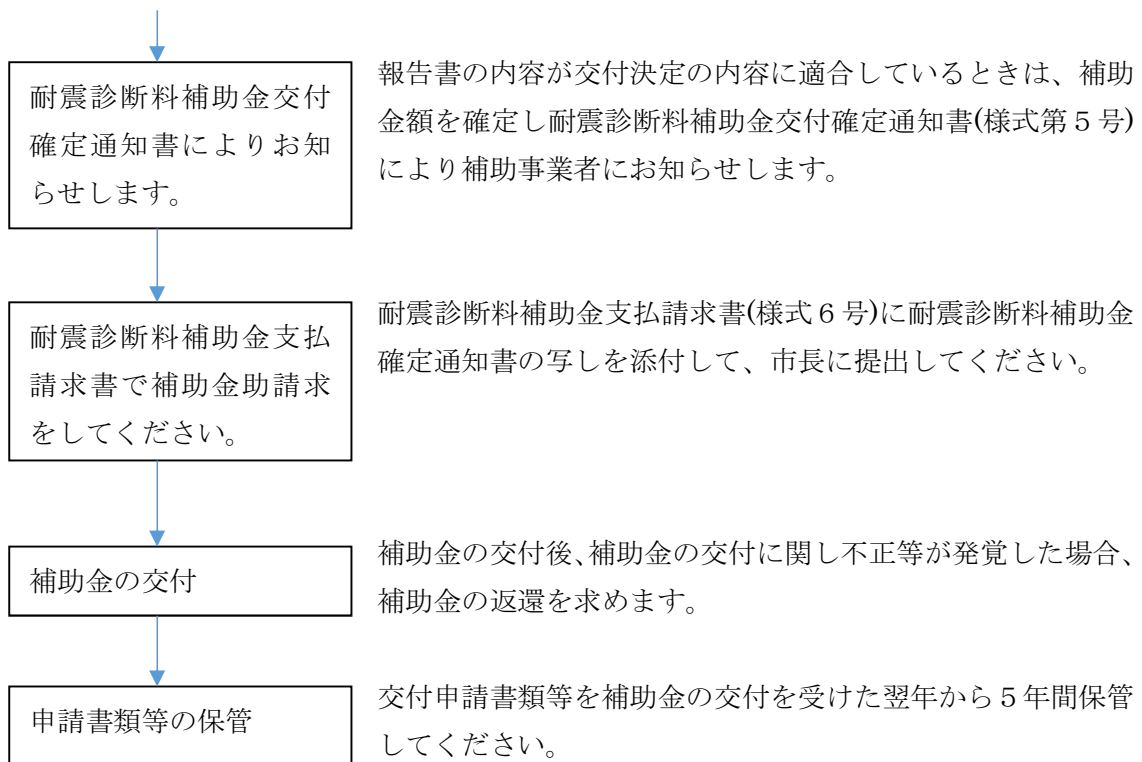 耐震診断料補助金交付
確定通知書によりお知
らせします。
報告書の内容が交付決定の内容に適合しているときは、補助
金額を確定し耐震診断料補助金交付確定通知書(様式第５号)
により補助事業者にお知らせします。
耐震診断料補助金支払
請求書で補助金助請求
をしてください。
耐震診断料補助金支払請求書(様式６号)に耐震診断料補助金
確定通知書の写しを添付して、市長に提出してください。
補助金の交付
補助金の交付後、補助金の交付に関し不正等が発覚した場合、
補助金の返還を求めます。
申請書類等の保管
交付申請書類等を補助金の交付を受けた翌年から５年間保管
してください。